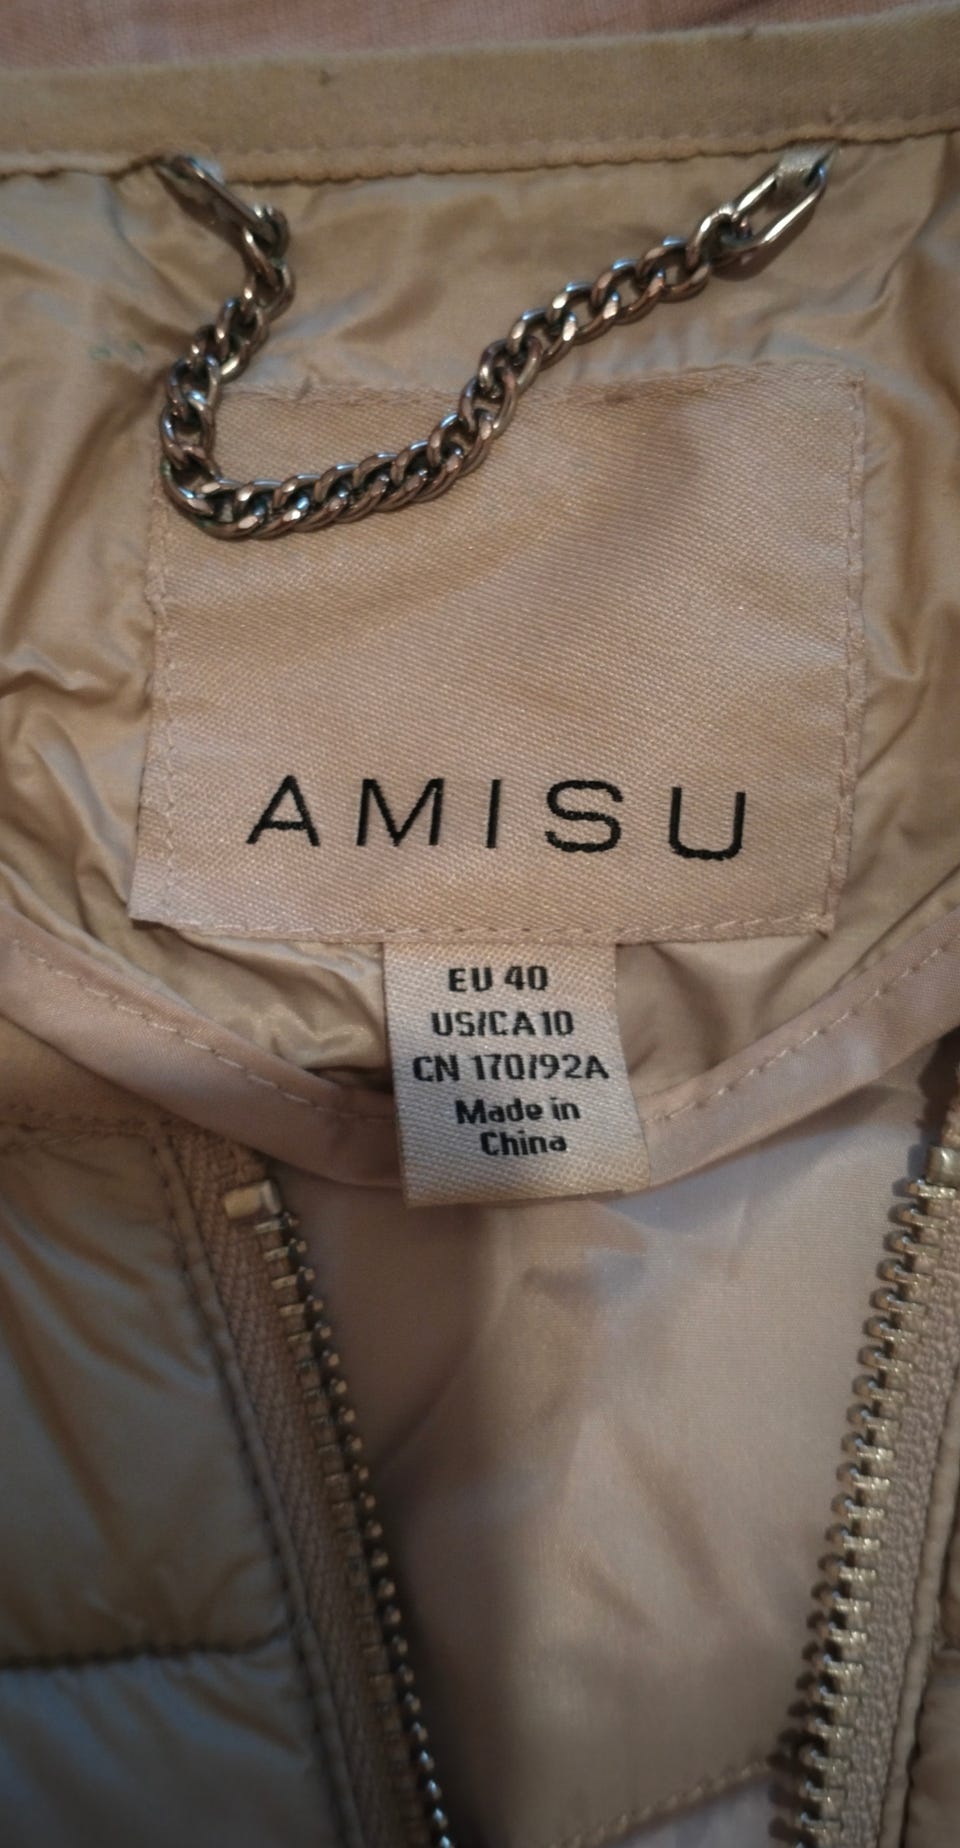 AMISU
EU 40
US/CA 10
CN 170/92A
Made in
China